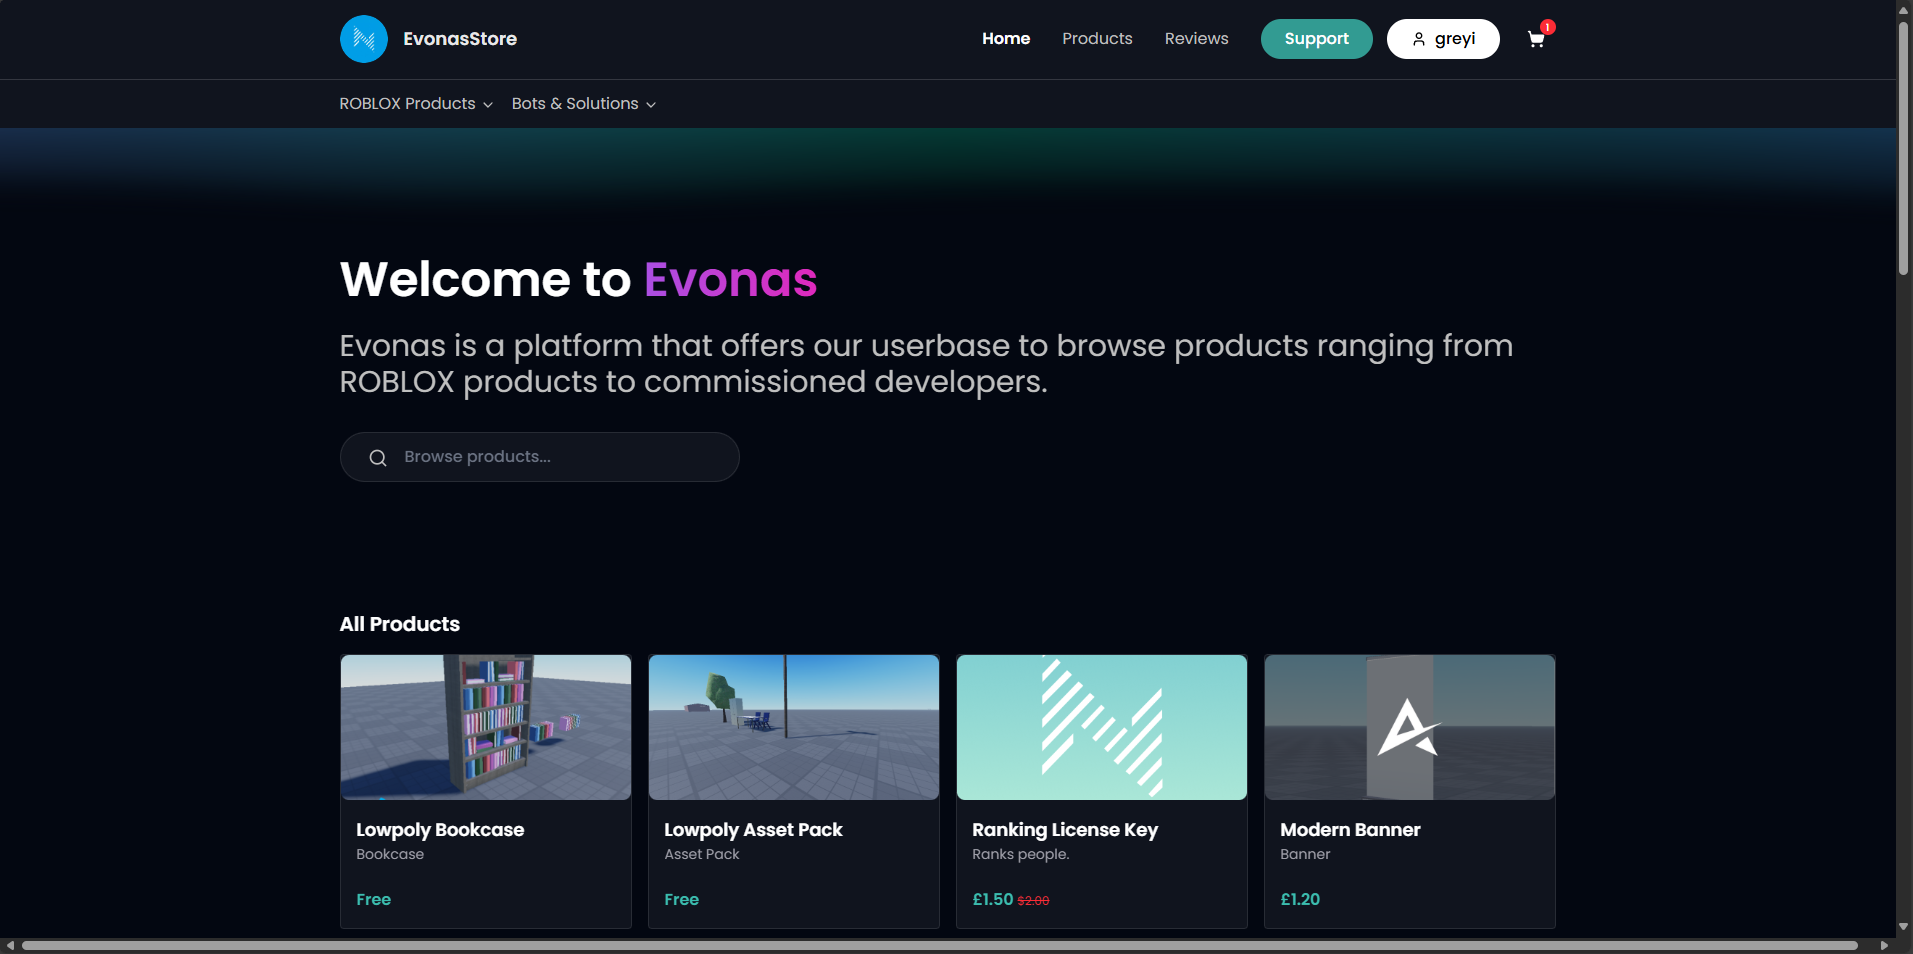 EvonasStore
Home
Products
Reviews
Support
greyi
1
ROBLOX Products
Bots & Solutions
Welcome to Evonas
Evonas is a platform that offers our userbase to browse products ranging from
ROBLOX products to commissioned developers.
Browse products...
All Products
Lowpoly Bookcase
Bookcase
Free
Lowpoly Asset Pack
Asset Pack
Free
Ranking License Key
Ranks people.
£1.50 $2.00
Modern Banner
Banner
£1.20